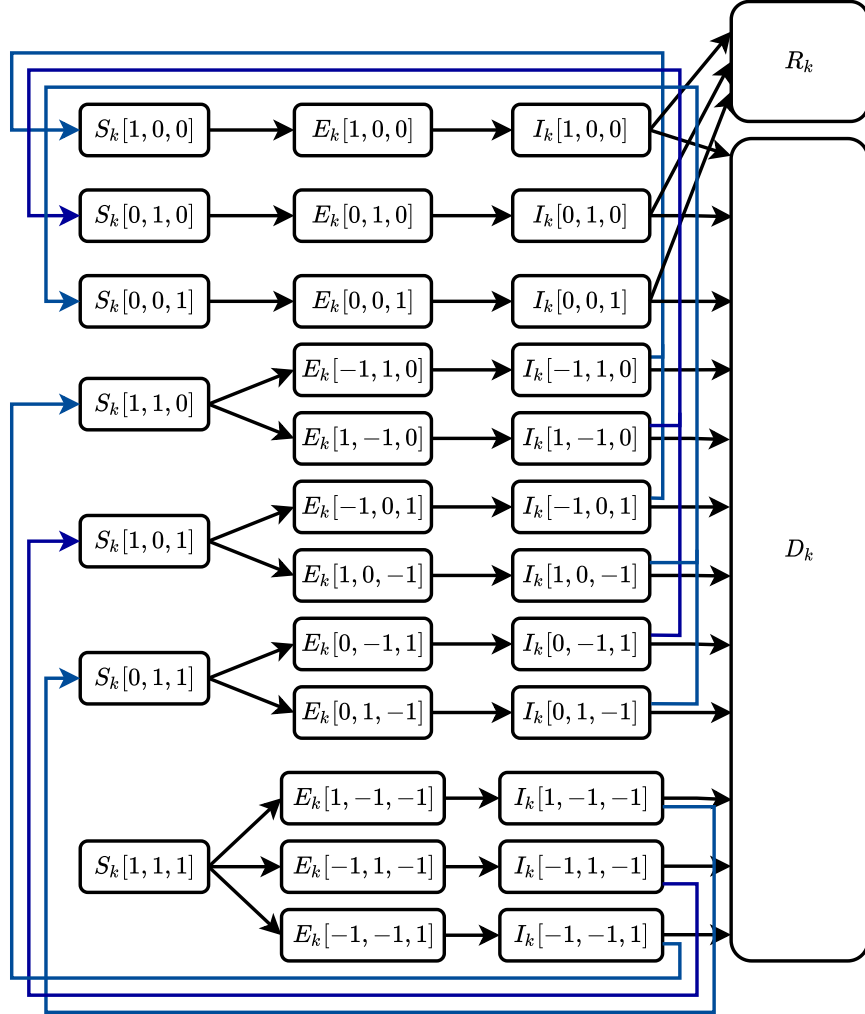 $R_k$
$S_k[1,0,0]$ $E_k[1,0,0]$ $I_k[1,0,0]$
$S_k[0,1,0]$ $E_k[0,1,0]$ $I_k[0,1,0]$
$S_k[0,0,1]$ $E_k[0,0,1]$ $I_k[0,0,1]$
$E_k[-1,1,0]$ $I_k[-1,1,0]$
$S_k[1,1,0]$
$E_k[1,-1,0]$ $I_k[1,-1,0]$
$E_k[-1,0,1]$ $I_k[-1,0,1]$
$S_k[1,0,1]$ $D_k$
$E_k[1,0,-1]$ $I_k[1,0,-1]$
$E_k[0,-1,1]$ $I_k[0,-1,1]$
$S_k[0,1,1]$
$E_k[0,1,-1]$ $I_k[0,1,-1]$
$E_k[1,-1,-1]$ $I_k[1,-1,-1]$
$S_k[1,1,1]$ $E_k[-1,1,-1]$ $I_k[-1,1,-1]$
$E_k[-1,-1,1]$ $I_k[-1,-1,1]$